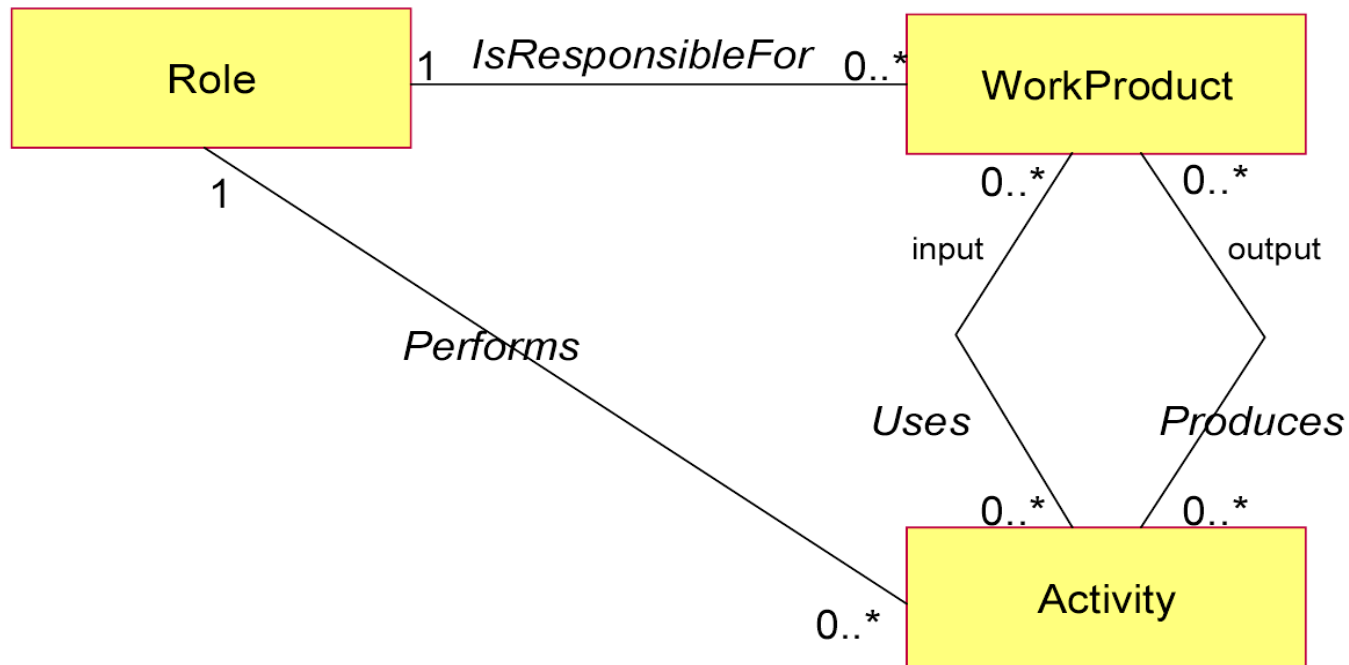 Role
1
IsResponsibleFor
0..*
WorkProduct
1
0..*
0..*
input
output
Performs
Uses
Produces
0..*
0..*
Activity
0..*